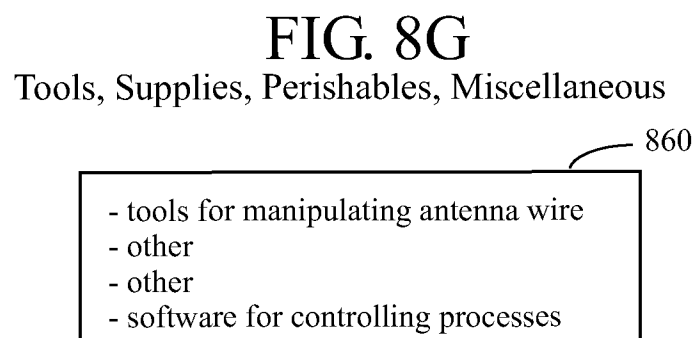 FIG. 8G
Tools, Supplies, Perishables, Miscellaneous
860
- tools for manipulating antenna wire
- other
- other
- software for controlling processes